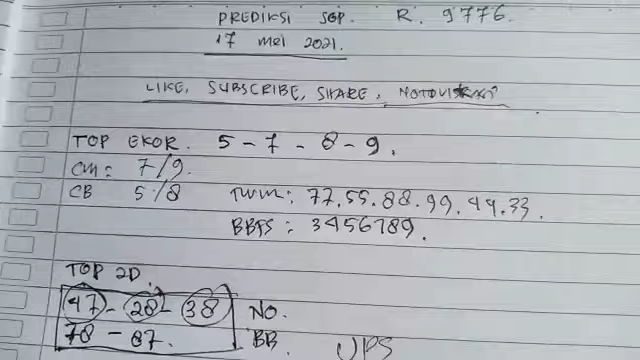 PREDIKSI SGP. R. 9776.
17 Mei 2021.
LIKE, SUBSCRIBE, SHARE,
TOP EKOR. 5-7-8-9.
CM = 7/9.
CB 5/8 TWIN: 77.55.88.99.44.33.
BBFS: 3456789.
TOP 2D.
47 - 28 - 38 NO.
78 - 87. BB.
UPS